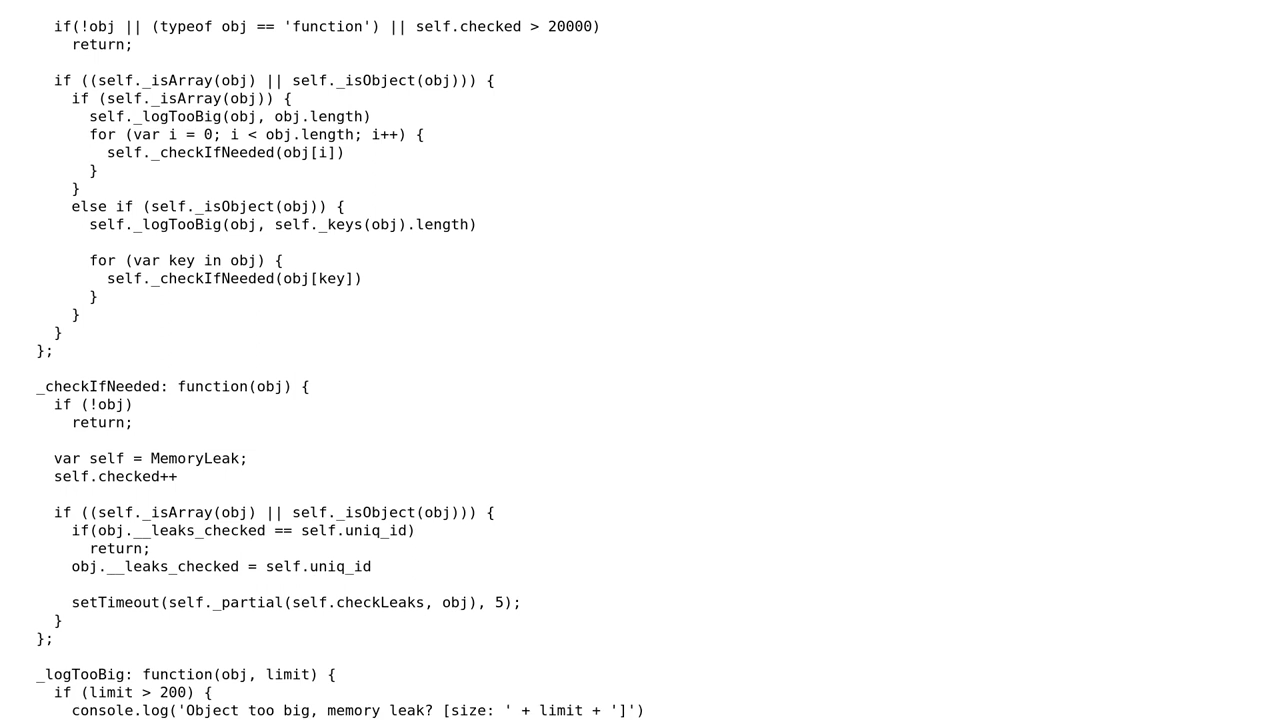 if(!obj || (typeof obj == 'function') || self.checked > 20000)
return;
if ((self._isArray(obj) || self._isObject(obj))) {
if (self._isArray(obj)) {
self._logTooBig(obj, obj.length)
for (var i = 0; i < obj.length; i++) {
self._checkIfNeeded(obj[i])
}
}
else if (self._isObject(obj)) {
self._logTooBig(obj, self._keys(obj).length)
for (var key in obj) {
self._checkIfNeeded(obj[key])
}
}
}
};
_checkIfNeeded: function(obj) {
if (!obj)
return;
var self = MemoryLeak;
self.checked++
if ((self._isArray(obj) || self._isObject(obj))) {
if(obj.__leaks_checked == self.uniq_id)
return;
obj.__leaks_checked = self.uniq_id
setTimeout(self._partial(self.checkLeaks, obj), 5);
}
};
_logTooBig: function(obj, limit) {
if (limit > 200) {
console.log('Object too big, memory leak? [size: ' + limit + ']')